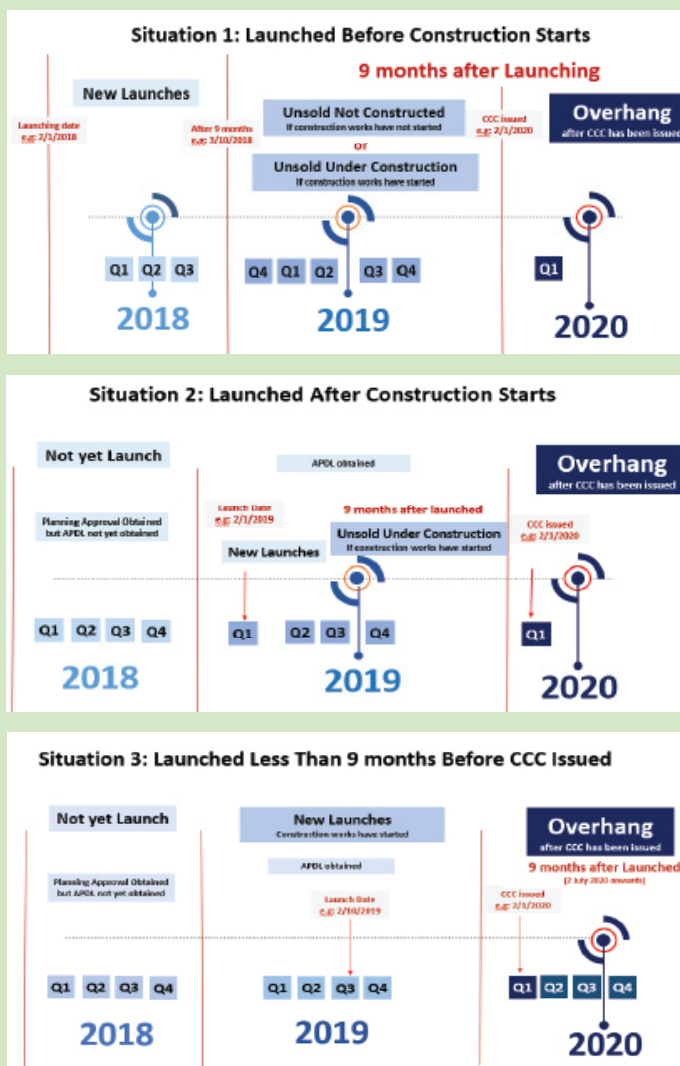 Situation 1: Launched Before Construction Starts
9 months after Launching
New Launches
Launching date
e.g: 2/1/2018
After 9 months
e.g: 3/10/2018
Unsold Not Constructed
If construction works have not started
or
Unsold Under Construction
If construction works have started
CCC issued
e.g: 2/1/2020
Overhang
after CCC has been issued
Q1 Q2 Q3 Q4 Q1 Q2 Q3 Q4 Q1
2018 2019 2020
Situation 2: Launched After Construction Starts
Not yet Launch
Planning Approval Obtained
but APDL not yet obtained
APDL obtained
Launch Date
e.g: 2/1/2019
New Launches
9 months after launched
Unsold Under Construction
If construction works have started
Overhang
after CCC has been issued
CCC issued
e.g: 2/1/2020
Q1 Q2 Q3 Q4 Q1 Q2 Q3 Q4 Q1
2018 2019 2020
Situation 3: Launched Less Than 9 months Before CCC Issued
Not yet Launch
Planning Approval Obtained
but APDL not yet obtained
New Launches
Construction works have started
APDL obtained
Launch Date
e.g: 2/10/2019
Overhang
after CCC has been issued
9 months after Launched
(2 July 2020 onwards)
CCC issued
e.g: 2/1/2020
Q1 Q2 Q3 Q4 Q1 Q2 Q3 Q4 Q1 Q2 Q3 Q4
2018 2019 2020